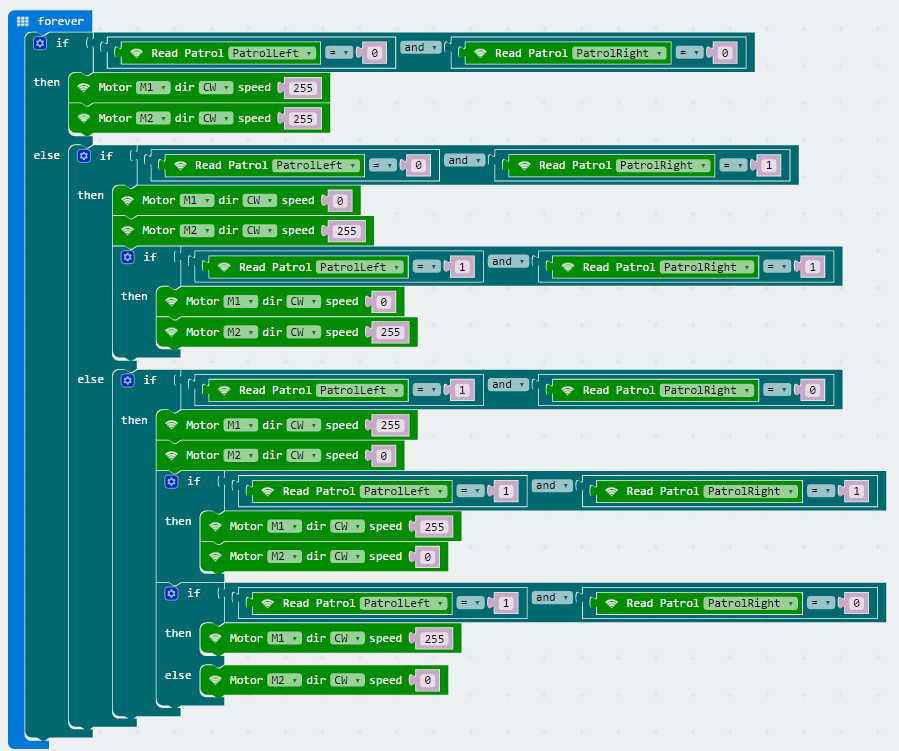 forever
if Read Patrol PatrolLeft = 0 and Read Patrol PatrolRight = 0
then Motor M1 dir CW speed 255
Motor M2 dir CW speed 255
else if Read Patrol PatrolLeft = 0 and Read Patrol PatrolRight = 1
then Motor M1 dir CW speed 0
Motor M2 dir CW speed 255
if Read Patrol PatrolLeft = 1 and Read Patrol PatrolRight = 1
then Motor M1 dir CW speed 0
Motor M2 dir CW speed 255
else if Read Patrol PatrolLeft = 1 and Read Patrol PatrolRight = 0
then Motor M1 dir CW speed 255
Motor M2 dir CW speed 0
if Read Patrol PatrolLeft = 1 and Read Patrol PatrolRight = 1
then Motor M1 dir CW speed 255
Motor M2 dir CW speed 0
if Read Patrol PatrolLeft = 1 and Read Patrol PatrolRight = 0
then Motor M1 dir CW speed 255
else Motor M2 dir CW speed 0